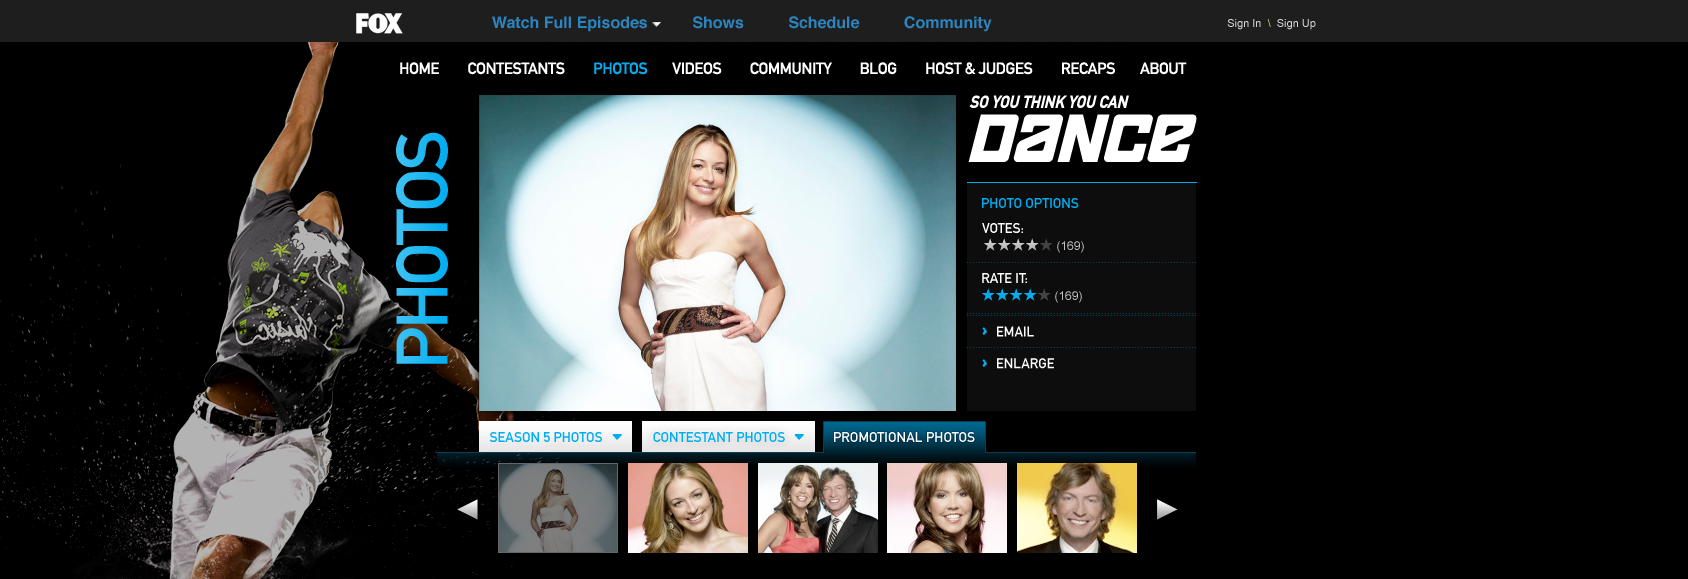 FOX
Watch Full Episodes
Shows
Schedule
Community
Sign In \ Sign Up
HOME
CONTESTANTS
PHOTOS
VIDEOS
COMMUNITY
BLOG
HOST & JUDGES
RECAPS
ABOUT
PHOTOS
SO YOU THINK YOU CAN
DANCE
PHOTO OPTIONS
VOTES:
(169)
RATE IT:
(169)
EMAIL
ENLARGE
SEASON 5 PHOTOS
CONTESTANT PHOTOS
PROMOTIONAL PHOTOS